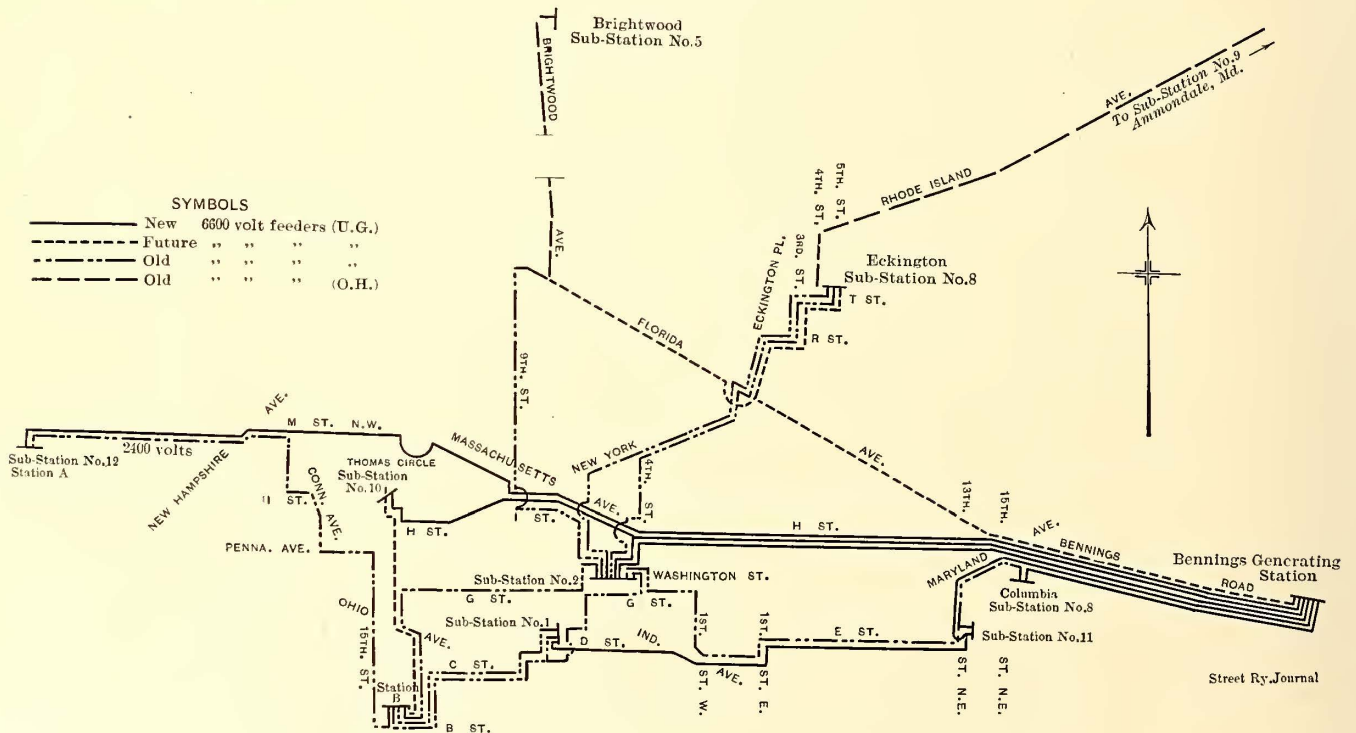 Brightwood
Sub-Station No.5
BRIGHTWOOD
AVE.
AVE.
To Sub-Station No.9
Ammondale, Md.
RHODE ISLAND
5TH. ST.
4TH. ST.
SYMBOLS
New 6600 volt feeders (U.G.)
Future " " " "
Old " " " "
Old " " " (O.H.)
3RD. ST.
ECKINGTON PL.
Eckington
Sub-Station No.8
T ST.
R ST.
FLORIDA
9TH. ST.
AVE.
M ST. N.W.
2400 volts
Sub-Station No.12
Station A
NEW HAMPSHIRE
AVE.
THOMAS CIRCLE
Sub-Station
No.10
MASSACHUSETTS
AVE.
NEW YORK
4TH. ST.
ST.
CONN. AVE.
H ST.
H ST.
H ST.
13TH.
15TH.
AVE.
BENNINGS
ROAD
Bennings Generating
Station
PENNA. AVE.
Sub-Station No.2
WASHINGTON ST.
MARYLAND
Columbia
Sub-Station No.8
G ST.
G ST.
Sub-Station No.1
OHIO
AVE.
15TH. ST.
1ST.
ST. W.
1ST.
ST. E.
E ST.
Sub-Station No.11
D ST.
IND.
AVE.
C ST.
ST. N.E.
ST. N.E.
Station
B
B ST.
Street Ry.Journal